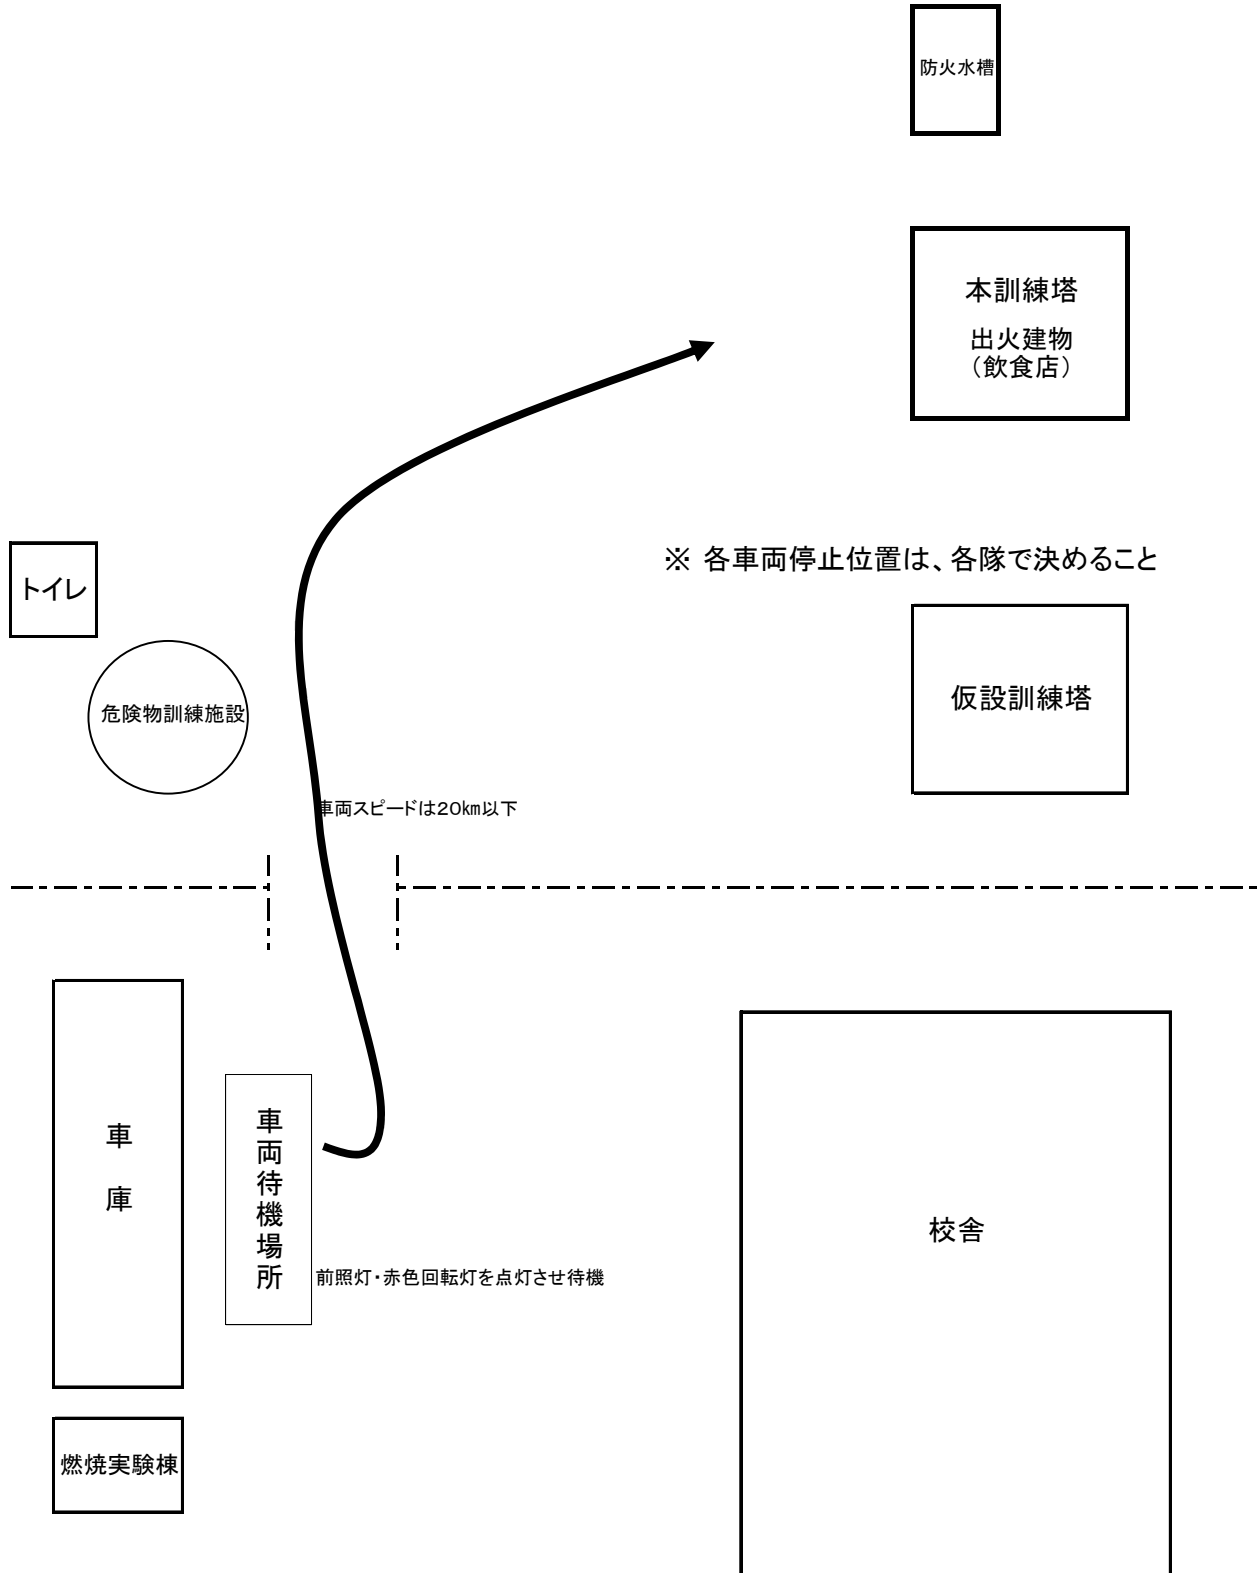 防火水槽
本訓練塔
出火建物
（飲食店）
※ 各車両停止位置は、各隊で決めること
トイレ
仮設訓練塔
危険物訓練施設
車両スピードは20㎞以下
車
庫
車両待機場所
校舎
前照灯・赤色回転灯を点灯させ待機
燃焼実験棟